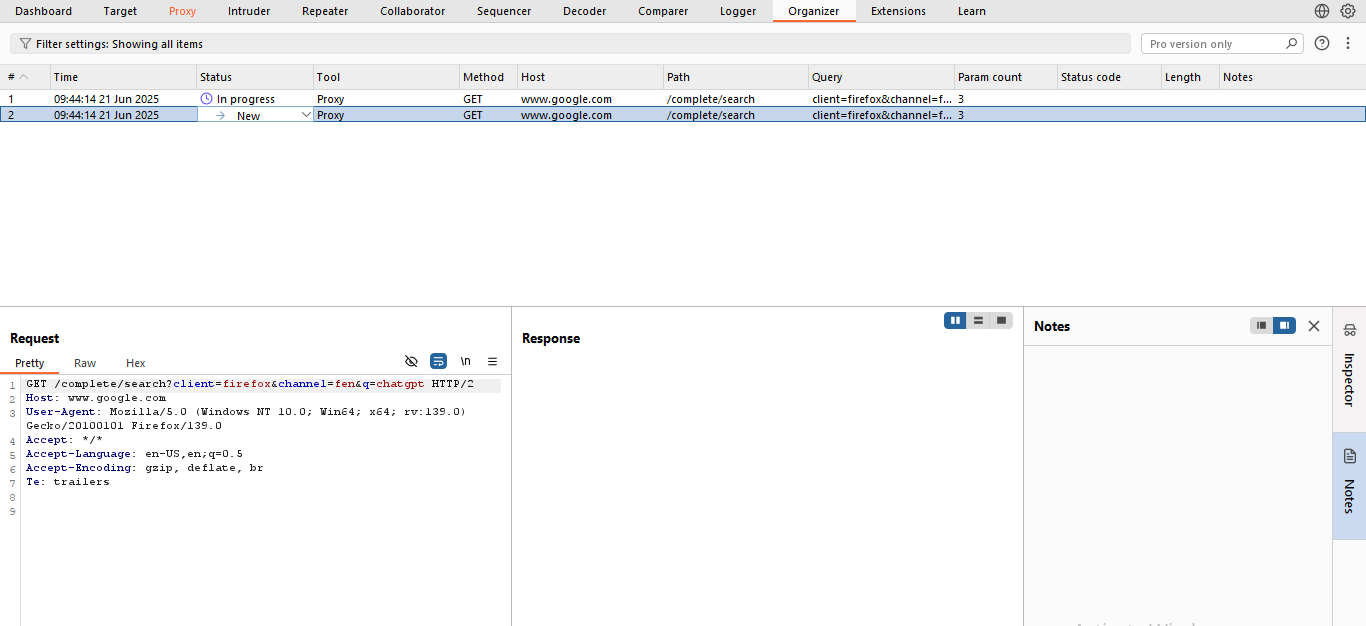 Dashboard Target Proxy Intruder Repeater Collaborator Sequencer Decoder Comparer Logger Organizer Extensions Learn
Filter settings: Showing all items Pro version only
# Time Status Tool Method Host Path Query Param count Status code Length Notes
1 09:44:14 21 Jun 2025 In progress Proxy GET www.google.com /complete/search client=firefox&channel=f... 3
2 09:44:14 21 Jun 2025 New Proxy GET www.google.com /complete/search client=firefox&channel=f... 3
Request
Pretty Raw Hex \n
1 GET /complete/search?client=firefox&channel=fen&q=chatgpt HTTP/2
2 Host: www.google.com
3 User-Agent: Mozilla/5.0 (Windows NT 10.0; Win64; x64; rv:139.0)
Gecko/20100101 Firefox/139.0
4 Accept: */*
5 Accept-Language: en-US,en;q=0.5
6 Accept-Encoding: gzip, deflate, br
7 Te: trailers
8
9
Response
Notes
Inspector
Notes